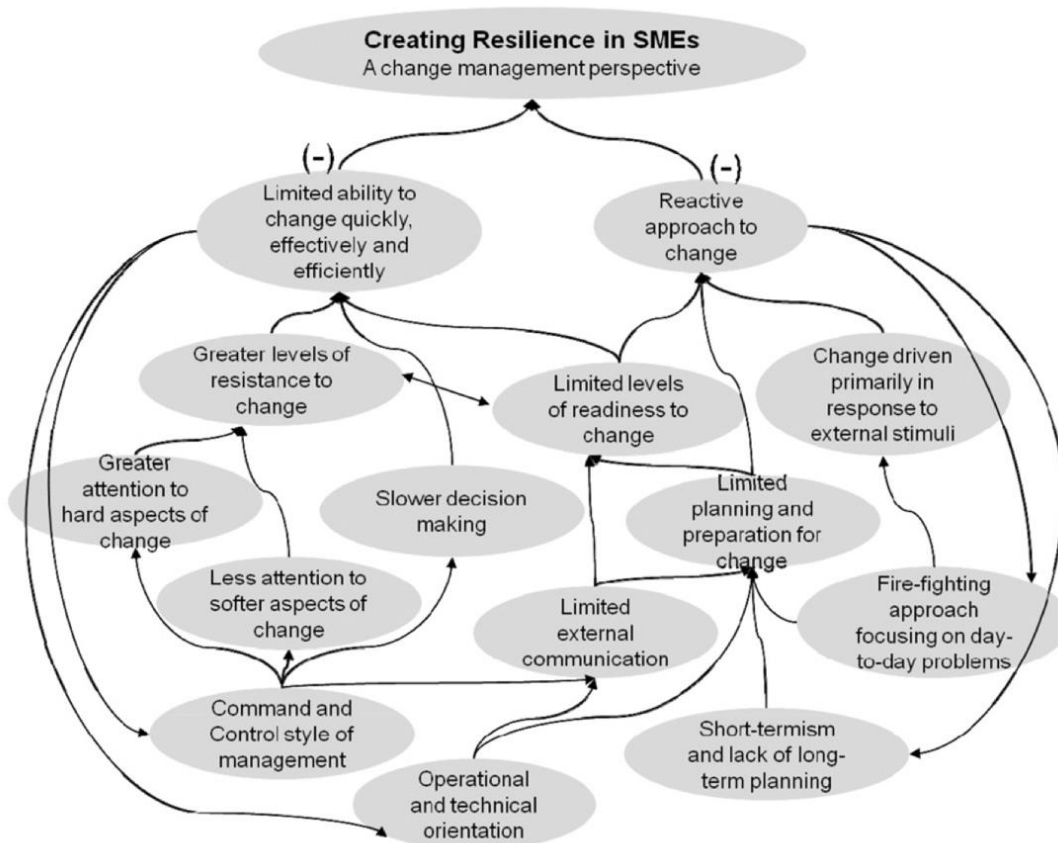 Creating Resilience in SMEs
A change management perspective
(-)
(-)
Limited ability to
change quickly,
effectively and
efficiently
Reactive
approach to
change
Greater levels of
resistance to
change
Limited levels
of readiness to
change
Change driven
primarily in
response to
external stimuli
Greater
attention to
hard aspects of
change
Slower decision
making
Limited
planning and
preparation for
change
Less attention to
softer aspects of
change
Limited
external
communication
Fire-fighting
approach
focusing on day-
to-day problems
Command and
Control style of
management
Short-termism
and lack of long-
term planning
Operational
and technical
orientation